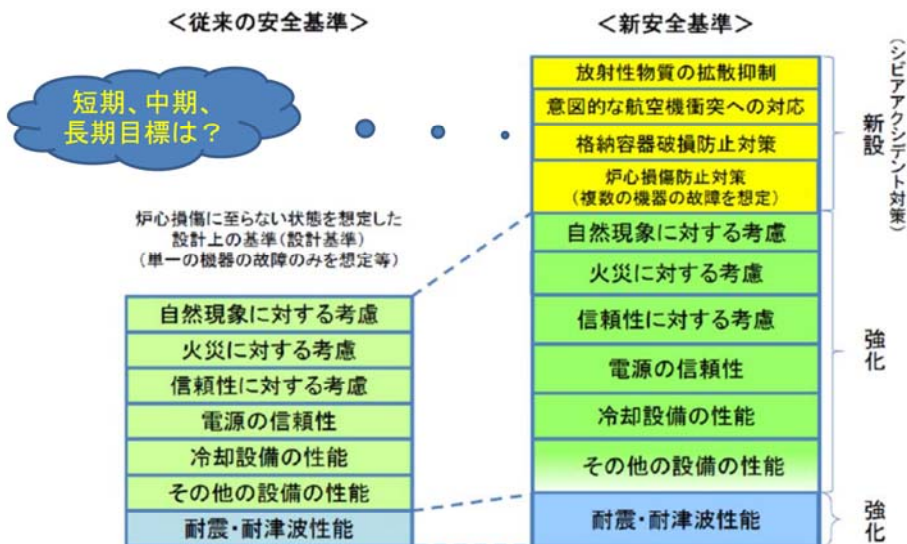 <従来の安全基準>
<新安全基準>
短期、中期、
長期目標は？
炉心損傷に至らない状態を想定した
設計上の基準(設計基準)
(単一の機器の故障のみを想定等)
自然現象に対する考慮
火災に対する考慮
信頼性に対する考慮
電源の信頼性
冷却設備の性能
その他の設備の性能
耐震・耐津波性能
放射性物質の拡散抑制
意図的な航空機衝突への対応
格納容器破損防止対策
炉心損傷防止対策
(複数の機器の故障を想定)
自然現象に対する考慮
火災に対する考慮
信頼性に対する考慮
電源の信頼性
冷却設備の性能
その他の設備の性能
耐震・耐津波性能
新設
(シビアアクシデント対策)
強化
強化